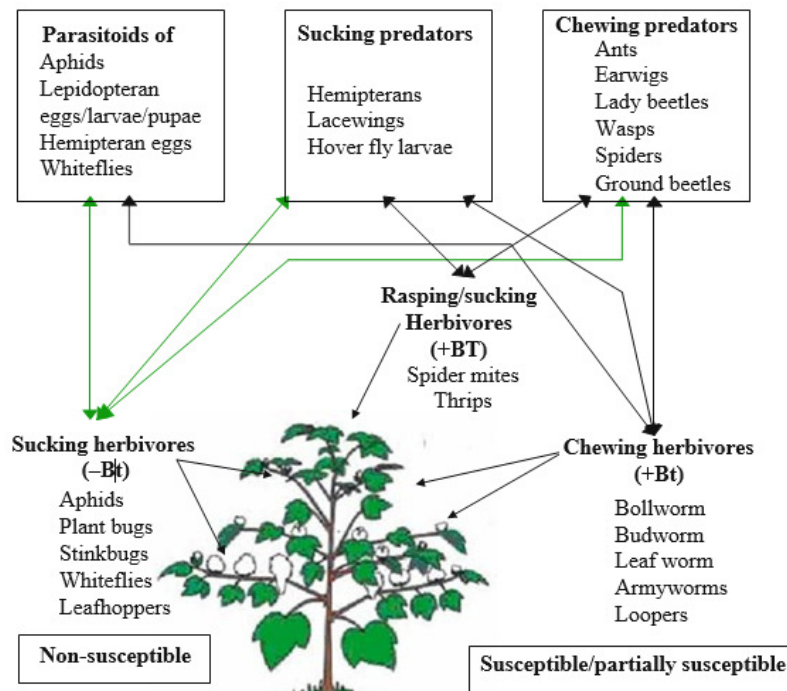 Parasitoids of
Aphids
Lepidopteran
eggs/larvae/pupae
Hemipteran eggs
Whiteflies
Sucking predators
Hemipterans
Lacewings
Hover fly larvae
Chewing predators
Ants
Earwigs
Lady beetles
Wasps
Spiders
Ground beetles
Rasping/sucking
Herbivores
(+BT)
Spider mites
Thrips
Sucking herbivores
(–Bt)
Aphids
Plant bugs
Stinkbugs
Whiteflies
Leafhoppers
Non-susceptible
Chewing herbivores
(+Bt)
Bollworm
Budworm
Leaf worm
Armyworms
Loopers
Susceptible/partially susceptible